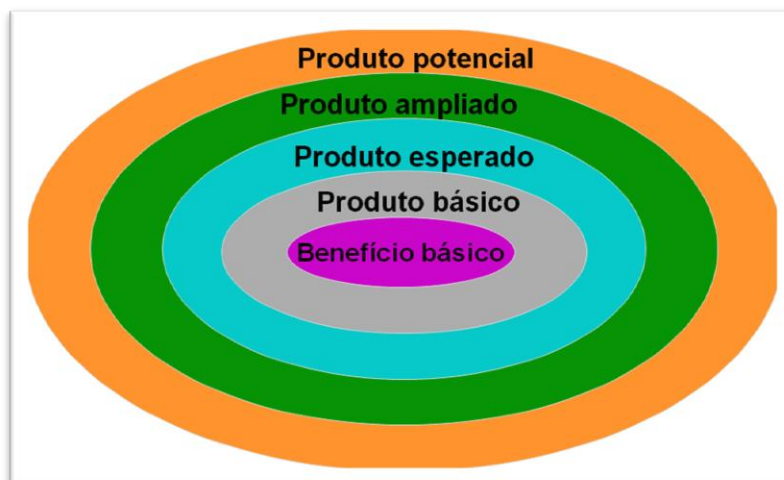 Produto potencial
Produto ampliado
Produto esperado
Produto básico
Benefício básico